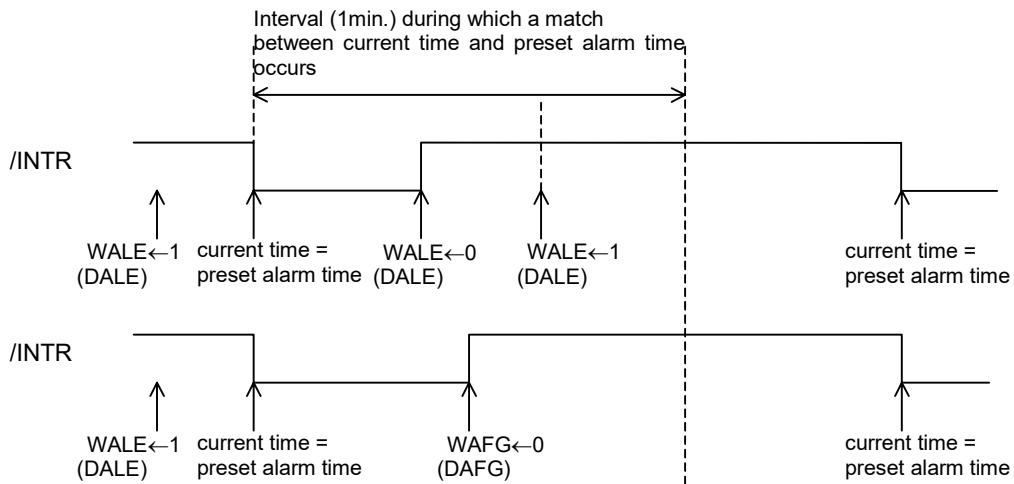 Interval (1min.) during which a match
between current time and preset alarm time
occurs
/INTR
WALE←1
(DALE)
current time =
preset alarm time
WALE←0
(DALE)
WALE←1
(DALE)
current time =
preset alarm time
/INTR
WALE←1
(DALE)
current time =
preset alarm time
WAFG←0
(DAFG)
current time =
preset alarm time